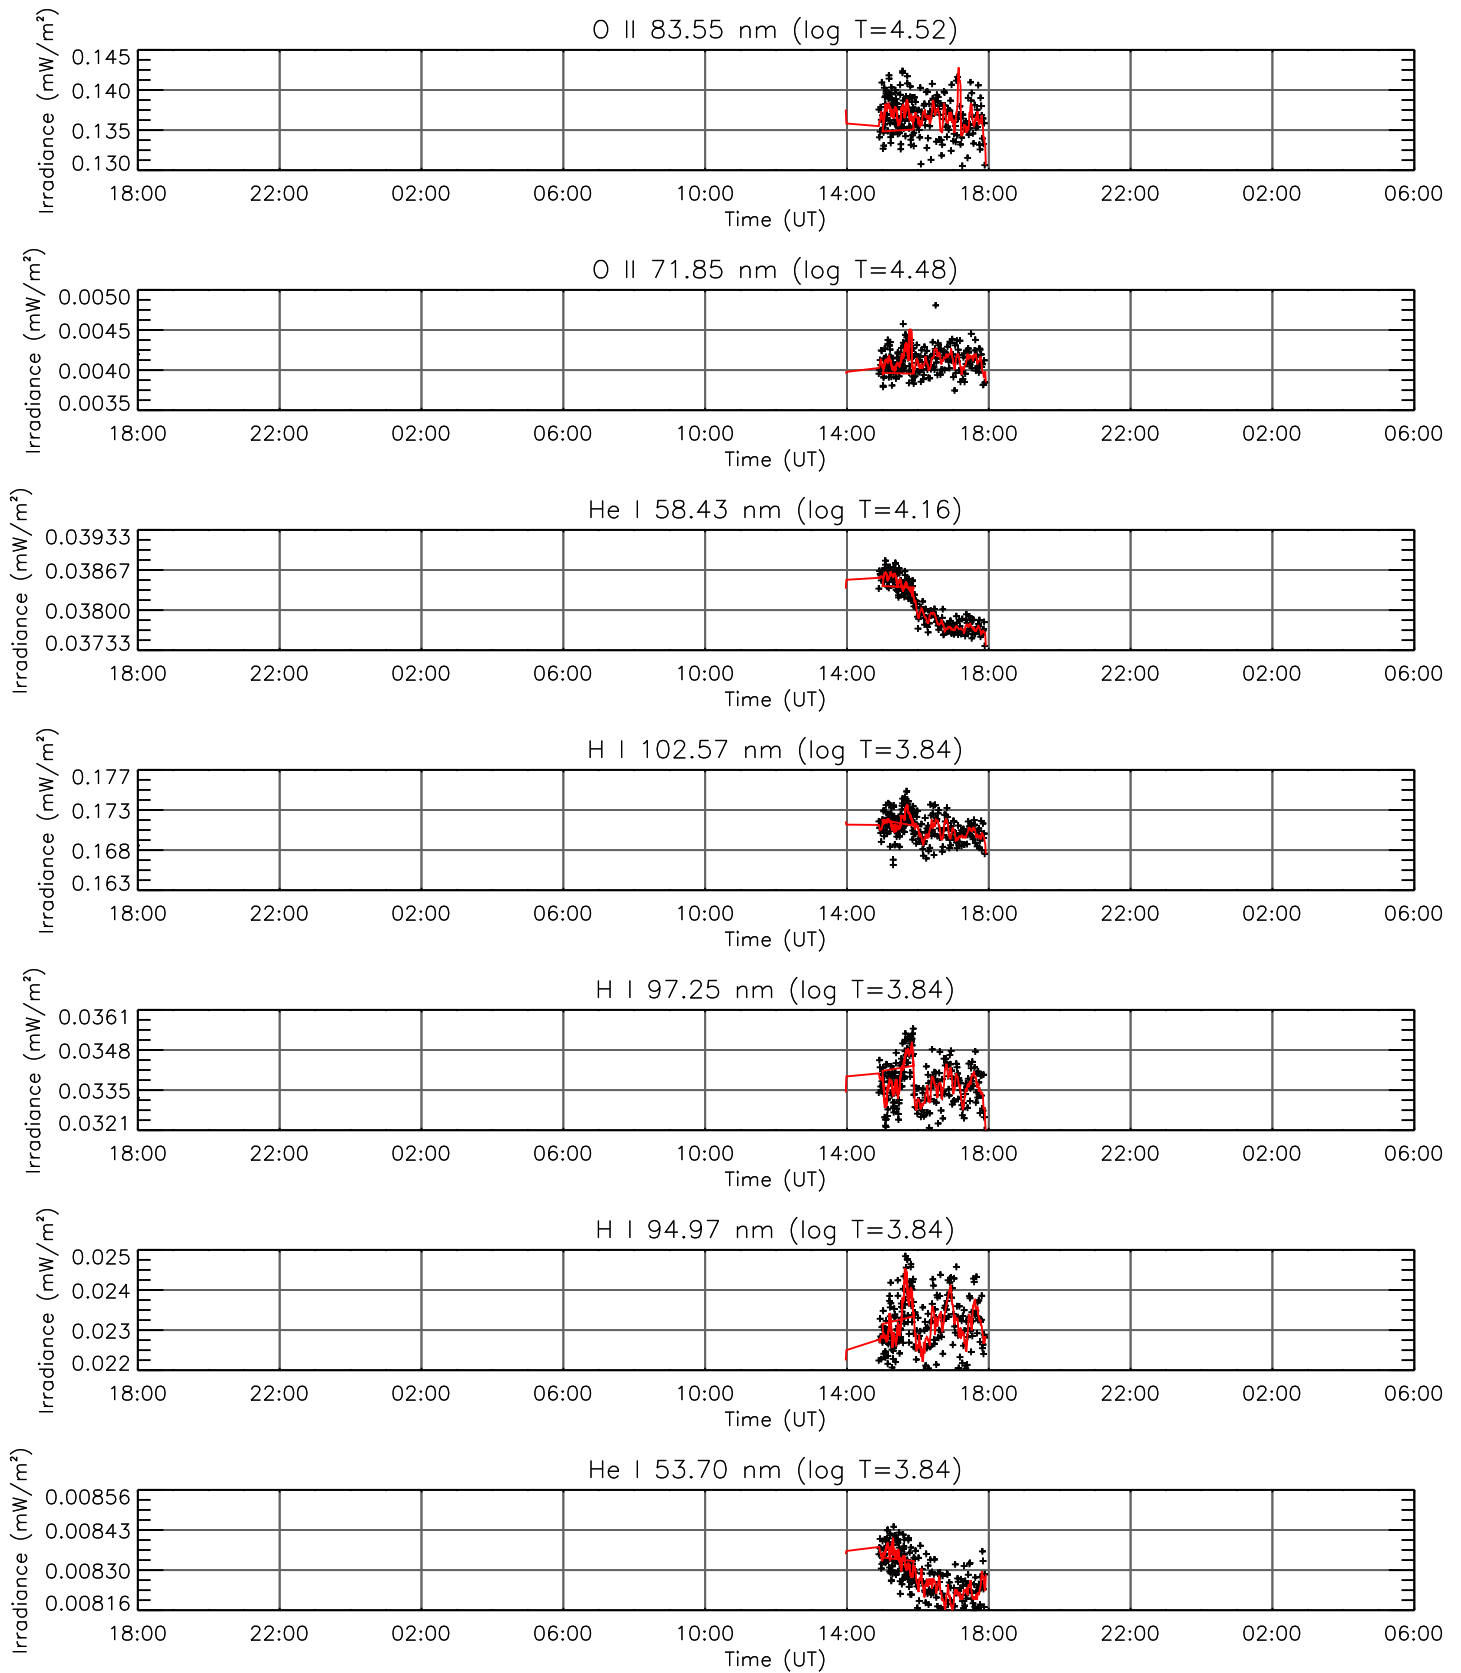 O II 83.55 nm (log T=4.52)
Irradiance (mW/m²)
0.145
0.140
0.135
0.130
18:00 22:00 02:00 06:00 10:00 14:00 18:00 22:00 02:00 06:00
Time (UT)
O II 71.85 nm (log T=4.48)
Irradiance (mW/m²)
0.0050
0.0045
0.0040
0.0035
18:00 22:00 02:00 06:00 10:00 14:00 18:00 22:00 02:00 06:00
Time (UT)
He I 58.43 nm (log T=4.16)
Irradiance (mW/m²)
0.03933
0.03867
0.03800
0.03733
18:00 22:00 02:00 06:00 10:00 14:00 18:00 22:00 02:00 06:00
Time (UT)
H I 102.57 nm (log T=3.84)
Irradiance (mW/m²)
0.177
0.173
0.168
0.163
18:00 22:00 02:00 06:00 10:00 14:00 18:00 22:00 02:00 06:00
Time (UT)
H I 97.25 nm (log T=3.84)
Irradiance (mW/m²)
0.0361
0.0348
0.0335
0.0321
18:00 22:00 02:00 06:00 10:00 14:00 18:00 22:00 02:00 06:00
Time (UT)
H I 94.97 nm (log T=3.84)
Irradiance (mW/m²)
0.025
0.024
0.023
0.022
18:00 22:00 02:00 06:00 10:00 14:00 18:00 22:00 02:00 06:00
Time (UT)
He I 53.70 nm (log T=3.84)
Irradiance (mW/m²)
0.00856
0.00843
0.00830
0.00816
18:00 22:00 02:00 06:00 10:00 14:00 18:00 22:00 02:00 06:00
Time (UT)